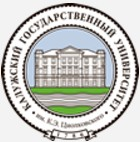 КАЛУЖСКИЙ ГОСУДАРСТВЕННЫЙ УНИВЕРСИТЕТ
им. К.Э. Циолковского